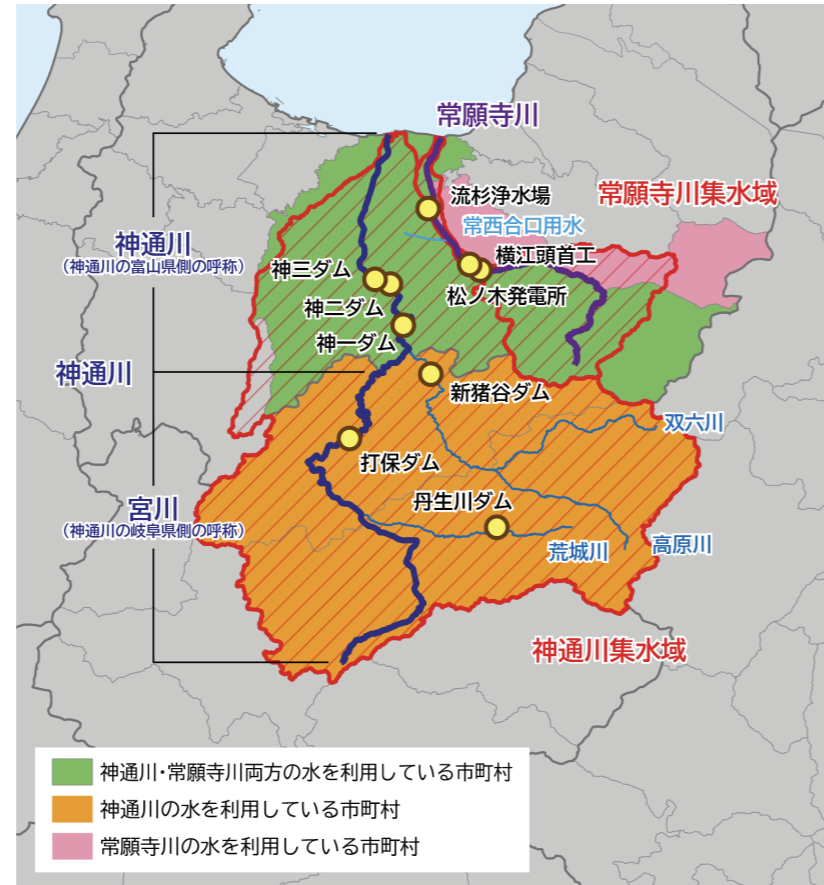 常願寺川
流杉浄水場
常願寺川集水域
常西合口用水
神通川
（神通川の富山県側の呼称）
横江頭首工
神三ダム
松ノ木発電所
神二ダム
神一ダム
神通川
新猪谷ダム
双六川
打保ダム
宮川
（神通川の岐阜県側の呼称）
丹生川ダム
荒城川
高原川
神通川集水域
神通川・常願寺川両方の水を利用している市町村
神通川の水を利用している市町村
常願寺川の水を利用している市町村